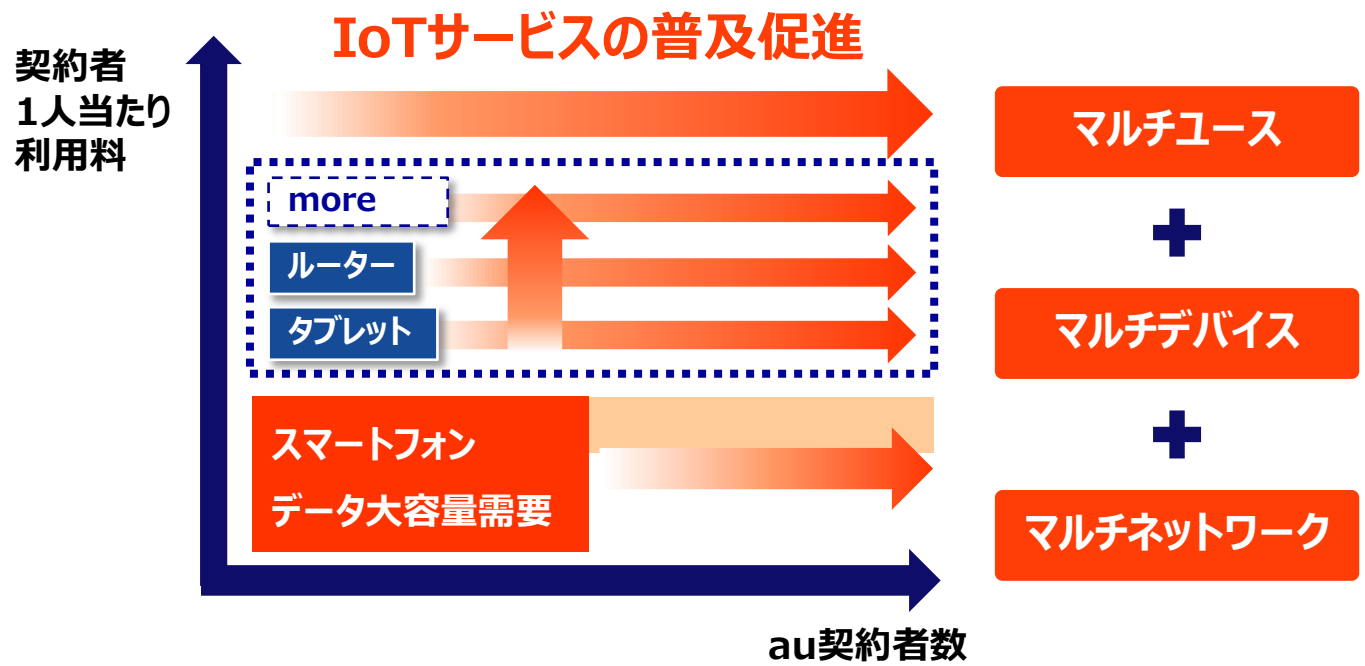 IoTサービスの普及促進
契約者
1人当たり
利用料
more
ルーター
タブレット
スマートフォン
データ大容量需要
au契約者数
マルチユース
+
マルチデバイス
+
マルチネットワーク